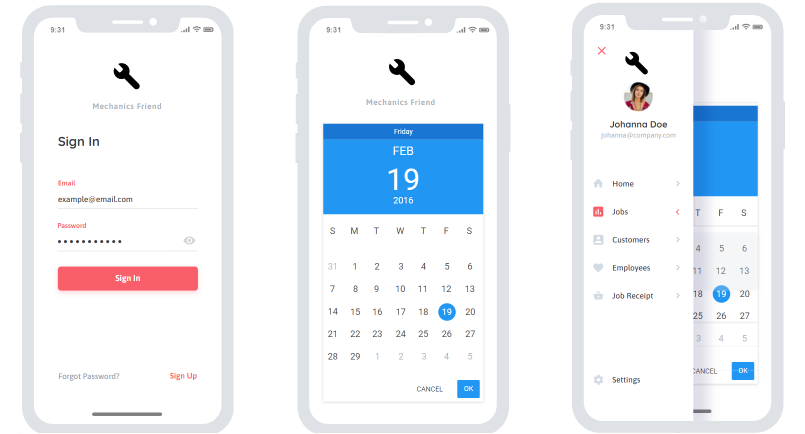 9:31
Mechanics Friend
Sign In
Email
example@email.com
Password
Sign In
Forgot Password? Sign Up
9:31
Mechanics Friend
Friday
FEB
19
2016
S M T W T F S
31 1 2 3 4 5 6
7 8 9 10 11 12 13
14 15 16 17 18 19 20
21 22 23 24 25 26 27
28 29 1 2 3 4 5
CANCEL OK
9:31
Johanna Doe
johanna@company.com
Home
Jobs
Customers
Employees
Job Receipt
Settings
T F S
4 5 6
11 12 13
18 19 20
25 26 27
3 4 5
CANCEL OK